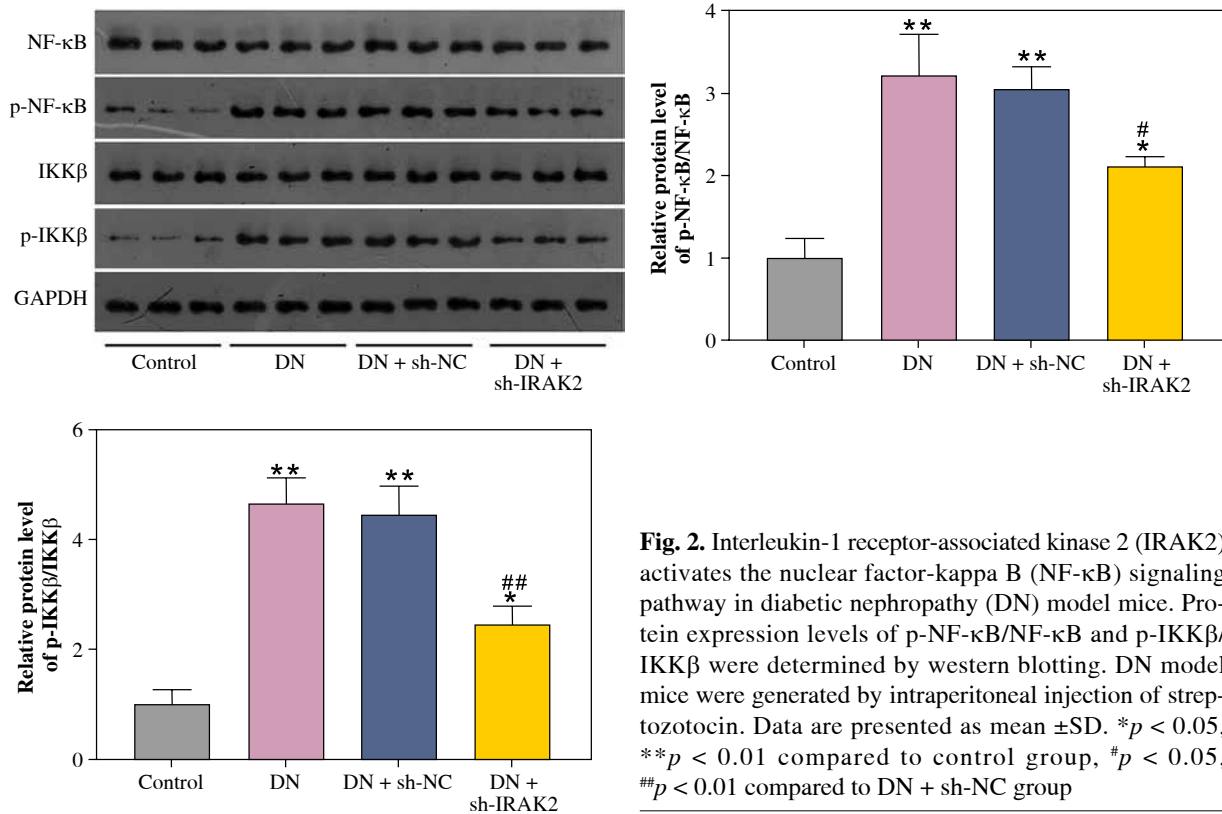 NF-κB
p-NF-κB
IKKβ
p-IKKβ
GAPDH
Control DN DN + sh-NC DN +
sh-IRAK2
Relative protein level
of p-NF-κB/NF-κB
4
3
2
1
0
**
**
#
*
Control DN DN + sh-NC DN +
sh-IRAK2
Relative protein level
of p-IKKβ/IKKβ
6
4
2
0
**
**
##
*
Control DN DN + sh-NC DN +
sh-IRAK2
Fig. 2. Interleukin-1 receptor-associated kinase 2 (IRAK2)
activates the nuclear factor-kappa B (NF-κB) signaling
pathway in diabetic nephropathy (DN) model mice. Pro-
tein expression levels of p-NF-κB/NF-κB and p-IKKβ/
IKKβ were determined by western blotting. DN model
mice were generated by intraperitoneal injection of strep-
tozotocin. Data are presented as mean ±SD. *p < 0.05,
**p < 0.01 compared to control group, #p < 0.05,
##p < 0.01 compared to DN + sh-NC group